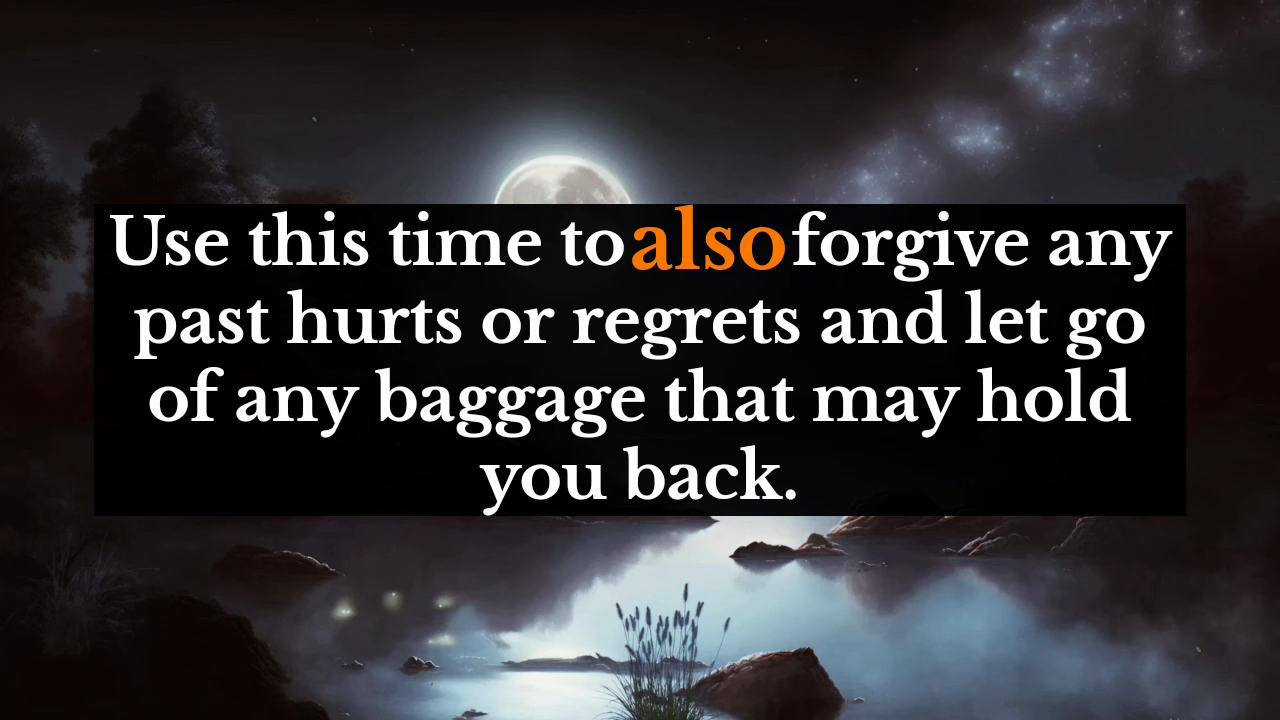 Use this time to also forgive any
past hurts or regrets and let go
of any baggage that may hold
you back.